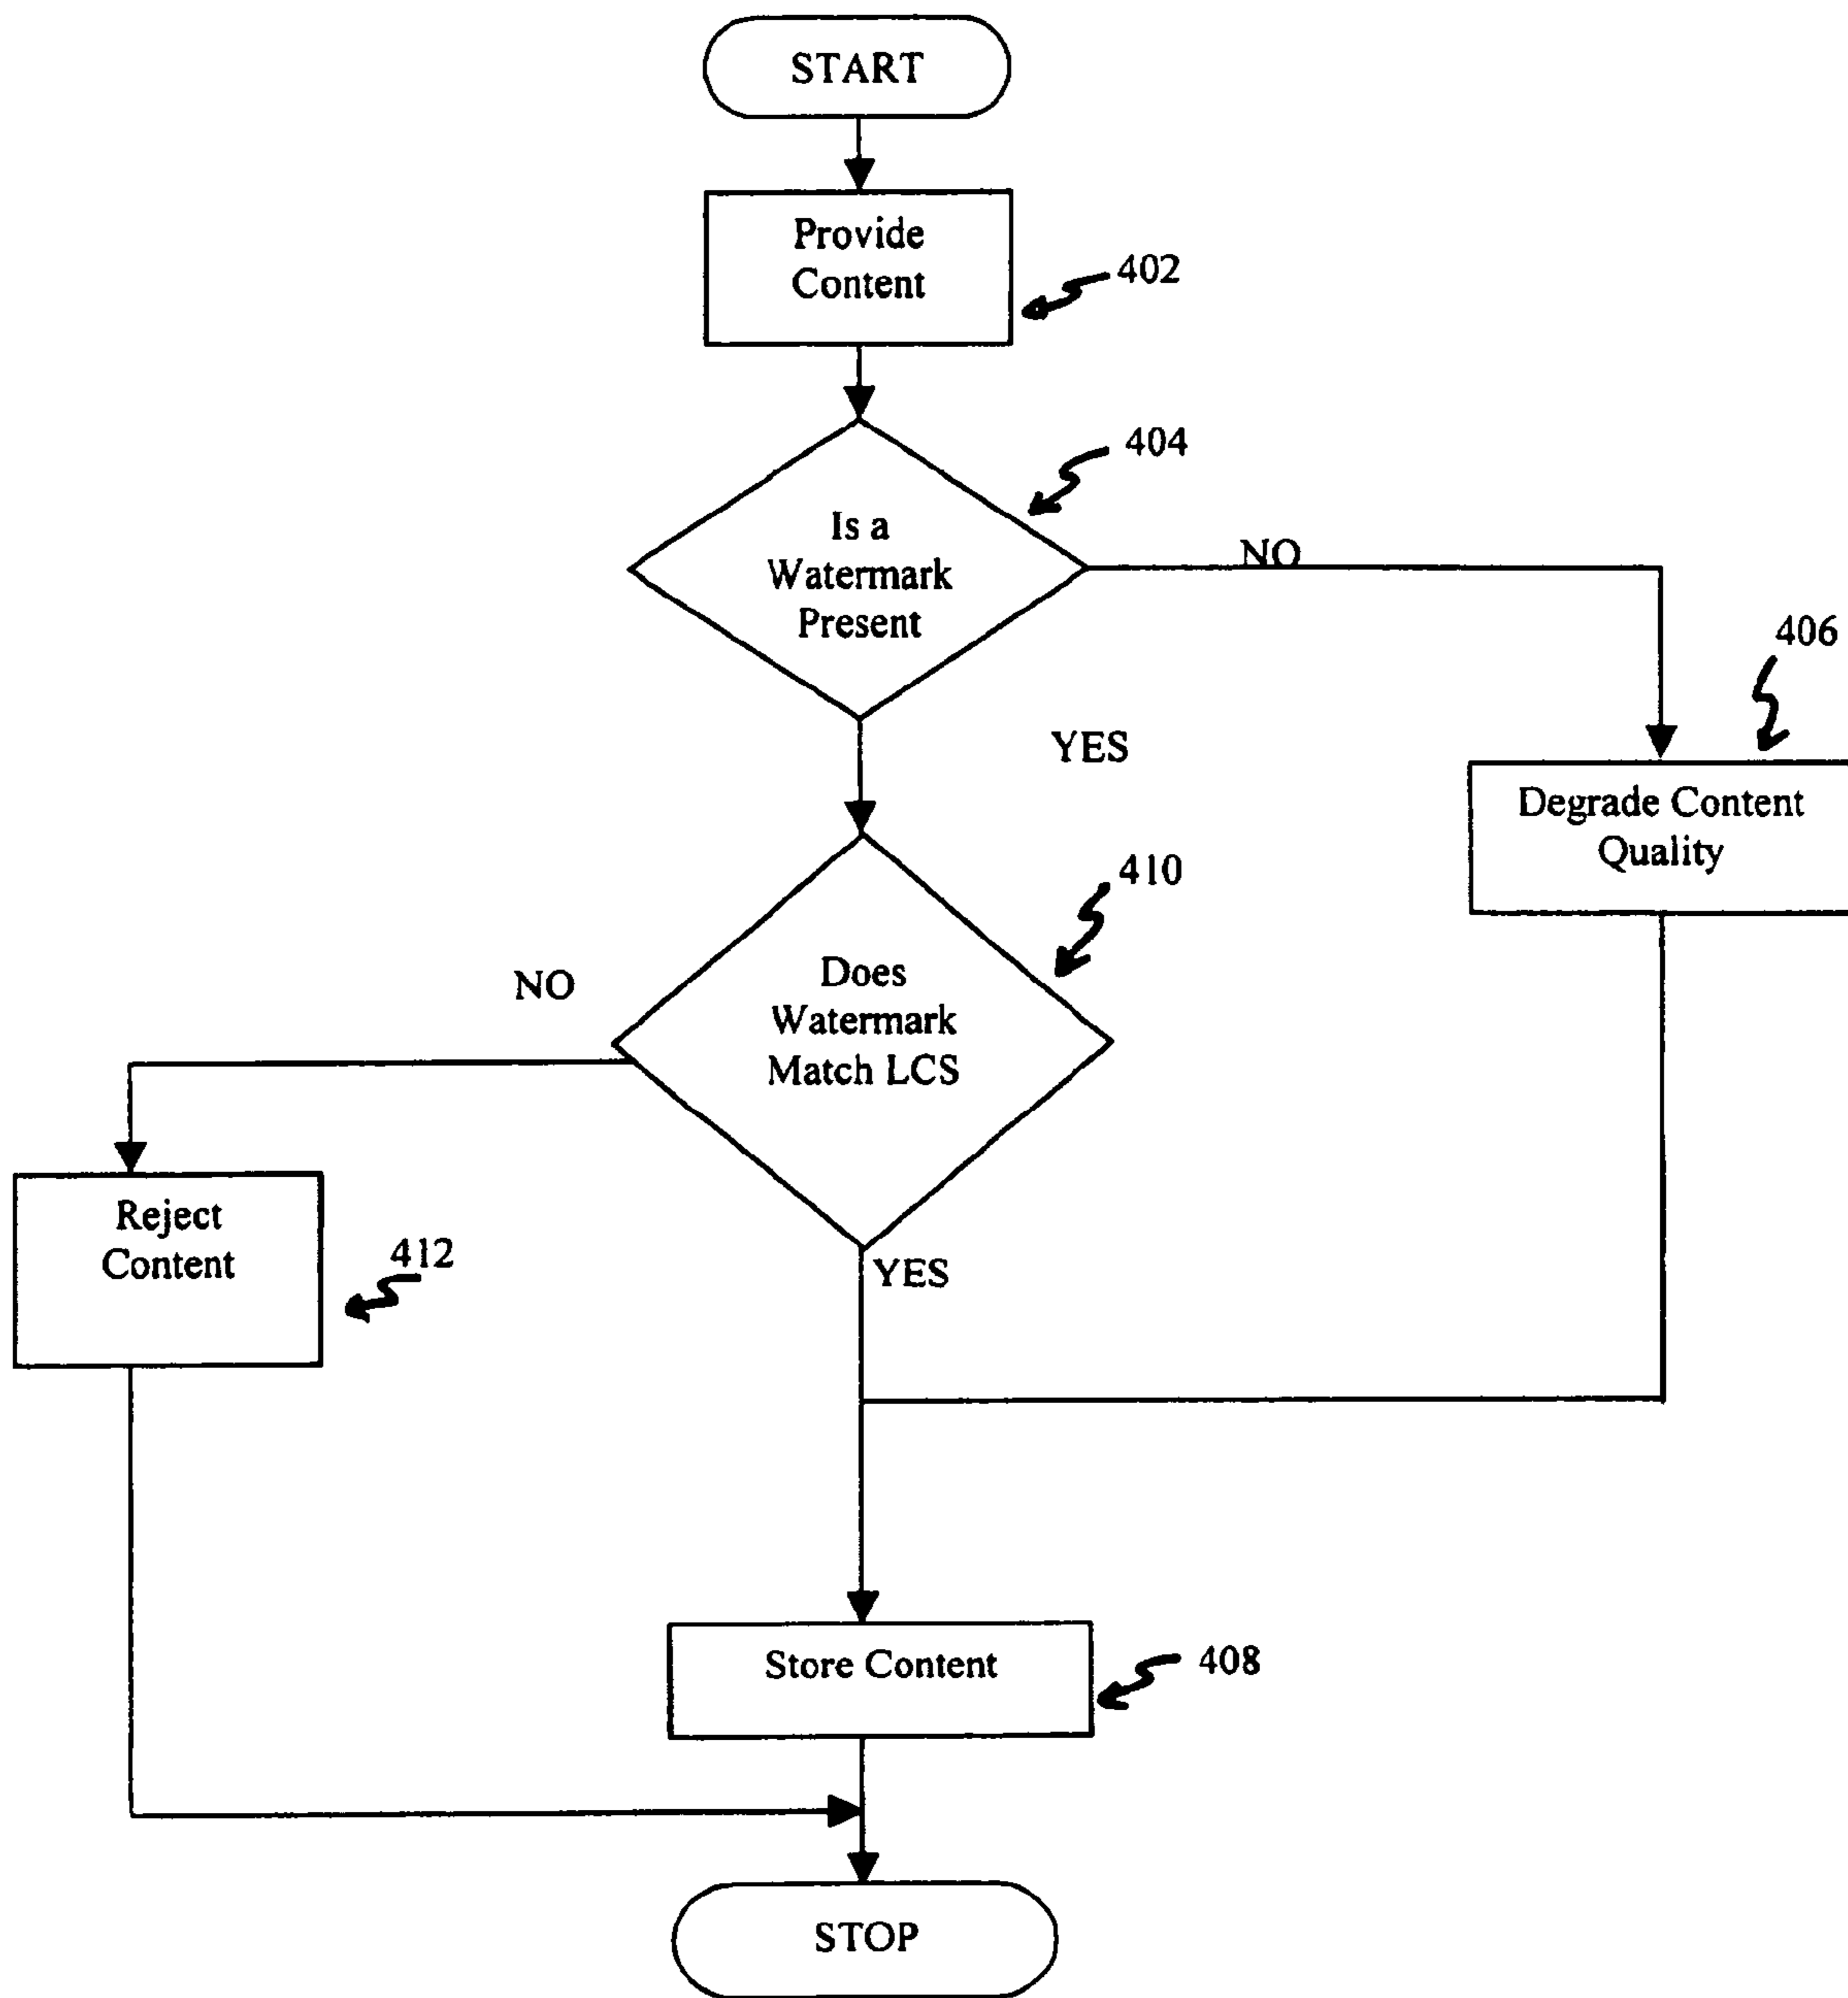 START
Provide
Content
402
404
Is a
Watermark
Present
NO
406
YES
Degrade Content
Quality
410
Does
Watermark
Match LCS
NO
Reject
Content
412
YES
Store Content
408
STOP